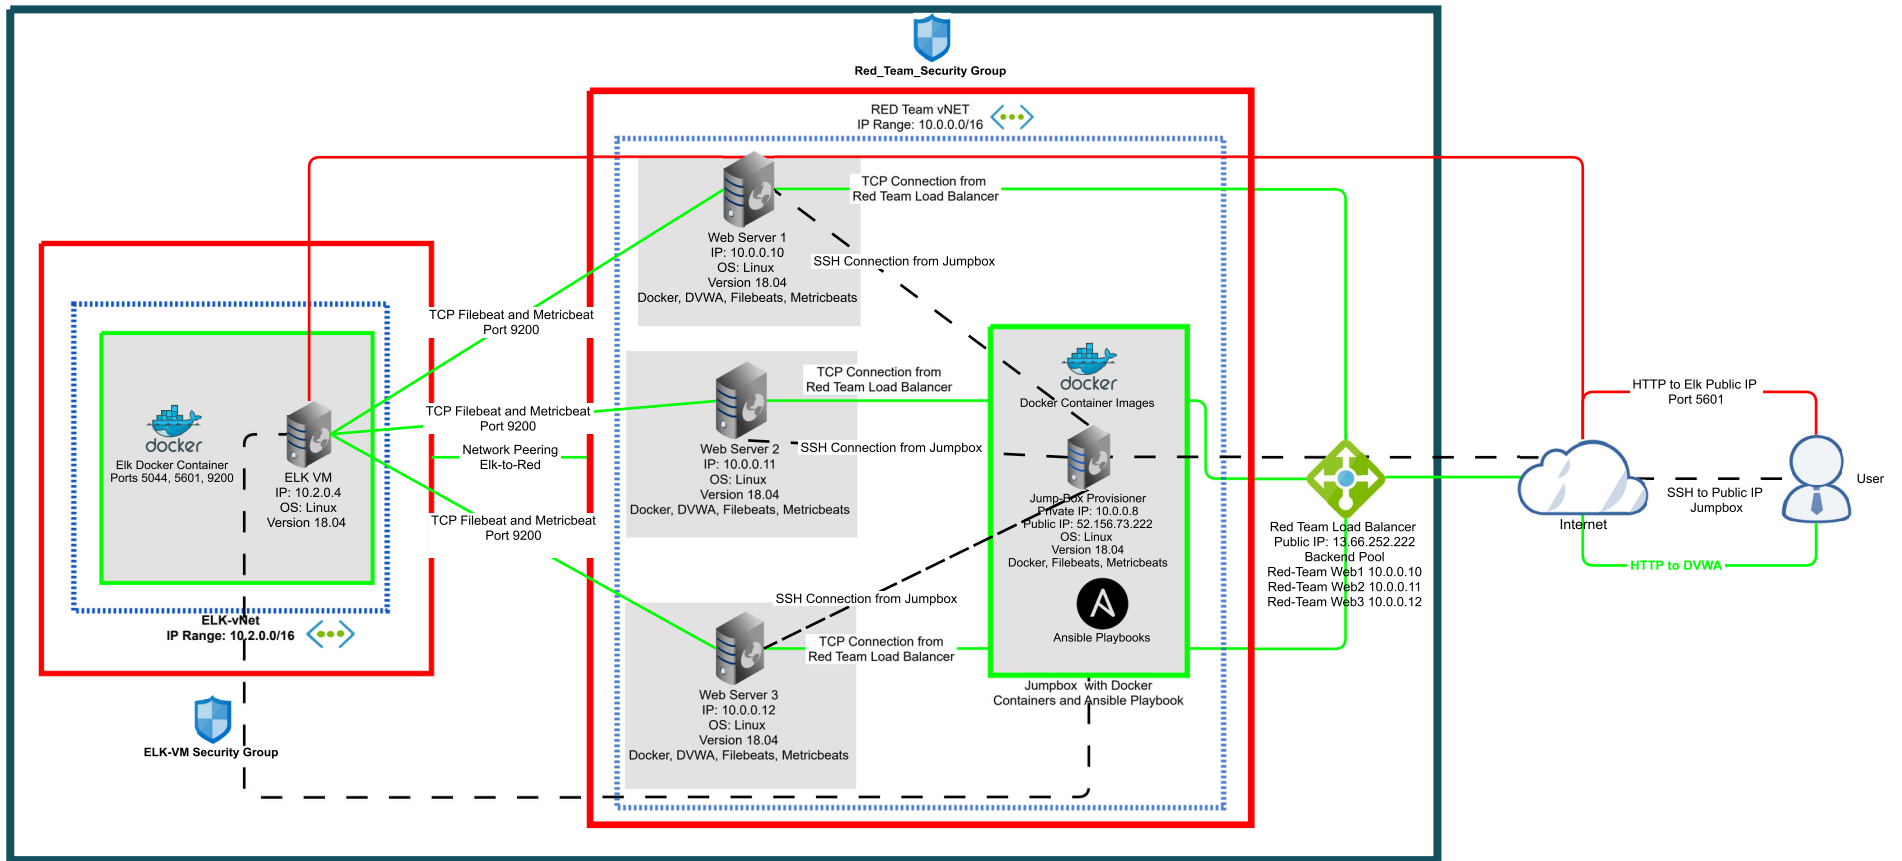 Red_Team_Security Group
RED Team vNET
IP Range: 10.0.0.0/16
TCP Connection from
Red Team Load Balancer
Web Server 1
IP: 10.0.0.10
OS: Linux
Version 18.04
Docker, DVWA, Filebeats, Metricbeats
SSH Connection from Jumpbox
TCP Filebeat and Metricbeat
Port 9200
TCP Connection from
Red Team Load Balancer
docker
Docker Container Images
HTTP to Elk Public IP
Port 5601
TCP Filebeat and Metricbeat
Port 9200
Network Peering
Elk-to-Red
docker
Elk Docker Container
Ports 5044, 5601, 9200
ELK VM
IP: 10.2.0.4
OS: Linux
Version 18.04
Web Server 2
IP: 10.0.0.11
OS: Linux
Version 18.04
Docker, DVWA, Filebeats, Metricbeats
SSH Connection from Jumpbox
Jump-Box Provisioner
Private IP: 10.0.0.8
Public IP: 52.156.73.222
OS: Linux
Version 18.04
Docker, Filebeats, Metricbeats
Ansible Playbooks
Red Team Load Balancer
Public IP: 13.66.252.222
Backend Pool
Red-Team Web1 10.0.0.10
Red-Team Web2 10.0.0.11
Red-Team Web3 10.0.0.12
Internet
SSH to Public IP
Jumpbox
User
HTTP to DVWA
TCP Filebeat and Metricbeat
Port 9200
SSH Connection from Jumpbox
TCP Connection from
Red Team Load Balancer
ELK-vNet
IP Range: 10.2.0.0/16
Web Server 3
IP: 10.0.0.12
OS: Linux
Version 18.04
Docker, DVWA, Filebeats, Metricbeats
Jumpbox with Docker
Containers and Ansible Playbook
ELK-VM Security Group